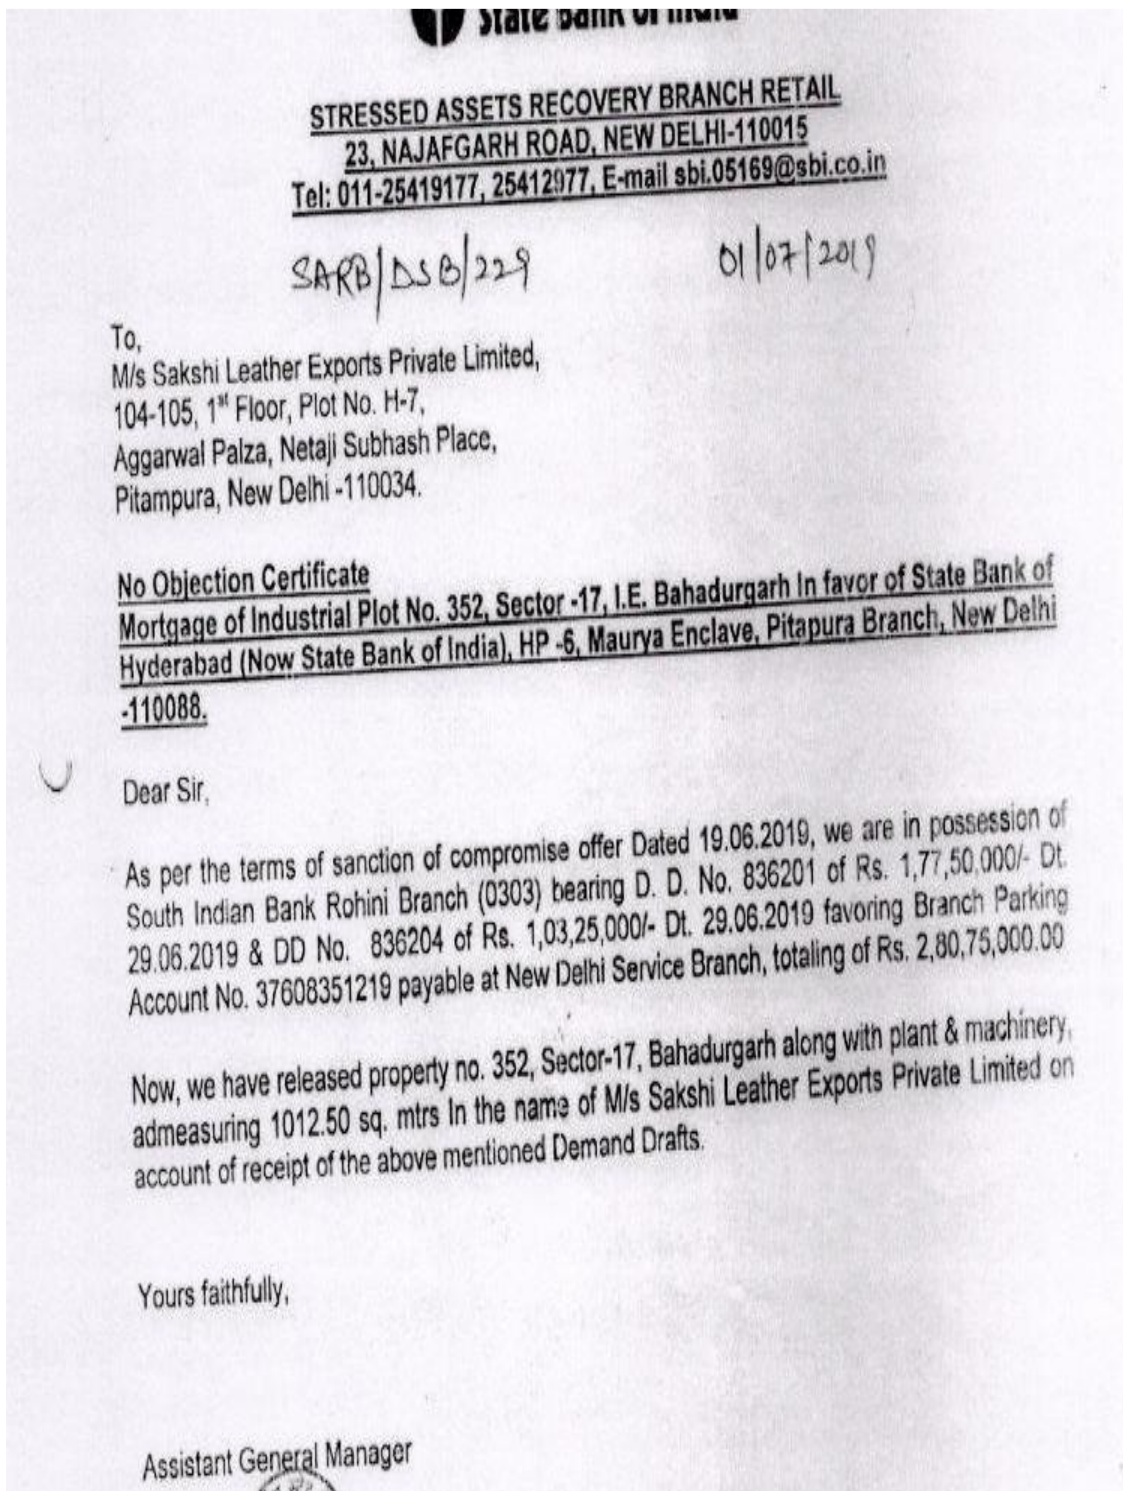 State Bank of India
STRESSED ASSETS RECOVERY BRANCH RETAIL
23, NAJAFGARH ROAD, NEW DELHI-110015
Tel: 011-25419177, 25412977, E-mail sbi.05169@sbi.co.in
SARB/DSB/229 01/07/2019
To,
M/s Sakshi Leather Exports Private Limited,
104-105, 1st Floor, Plot No. H-7,
Aggarwal Palza, Netaji Subhash Place,
Pitampura, New Delhi -110034.
No Objection Certificate
Mortgage of Industrial Plot No. 352, Sector -17, I.E. Bahadurgarh In favor of State Bank of
Hyderabad (Now State Bank of India), HP -6, Maurya Enclave, Pitapura Branch, New Delhi
-110088.
Dear Sir,
As per the terms of sanction of compromise offer Dated 19.06.2019, we are in possession of
South Indian Bank Rohini Branch (0303) bearing D. D. No. 836201 of Rs. 1,77,50,000/- Dt.
29.06.2019 & DD No. 836204 of Rs. 1,03,25,000/- Dt. 29.06.2019 favoring Branch Parking
Account No. 37608351219 payable at New Delhi Service Branch, totaling of Rs. 2,80,75,000.00
Now, we have released property no. 352, Sector-17, Bahadurgarh along with plant & machinery,
admeasuring 1012.50 sq. mtrs In the name of M/s Sakshi Leather Exports Private Limited on
account of receipt of the above mentioned Demand Drafts.
Yours faithfully,
Assistant General Manager